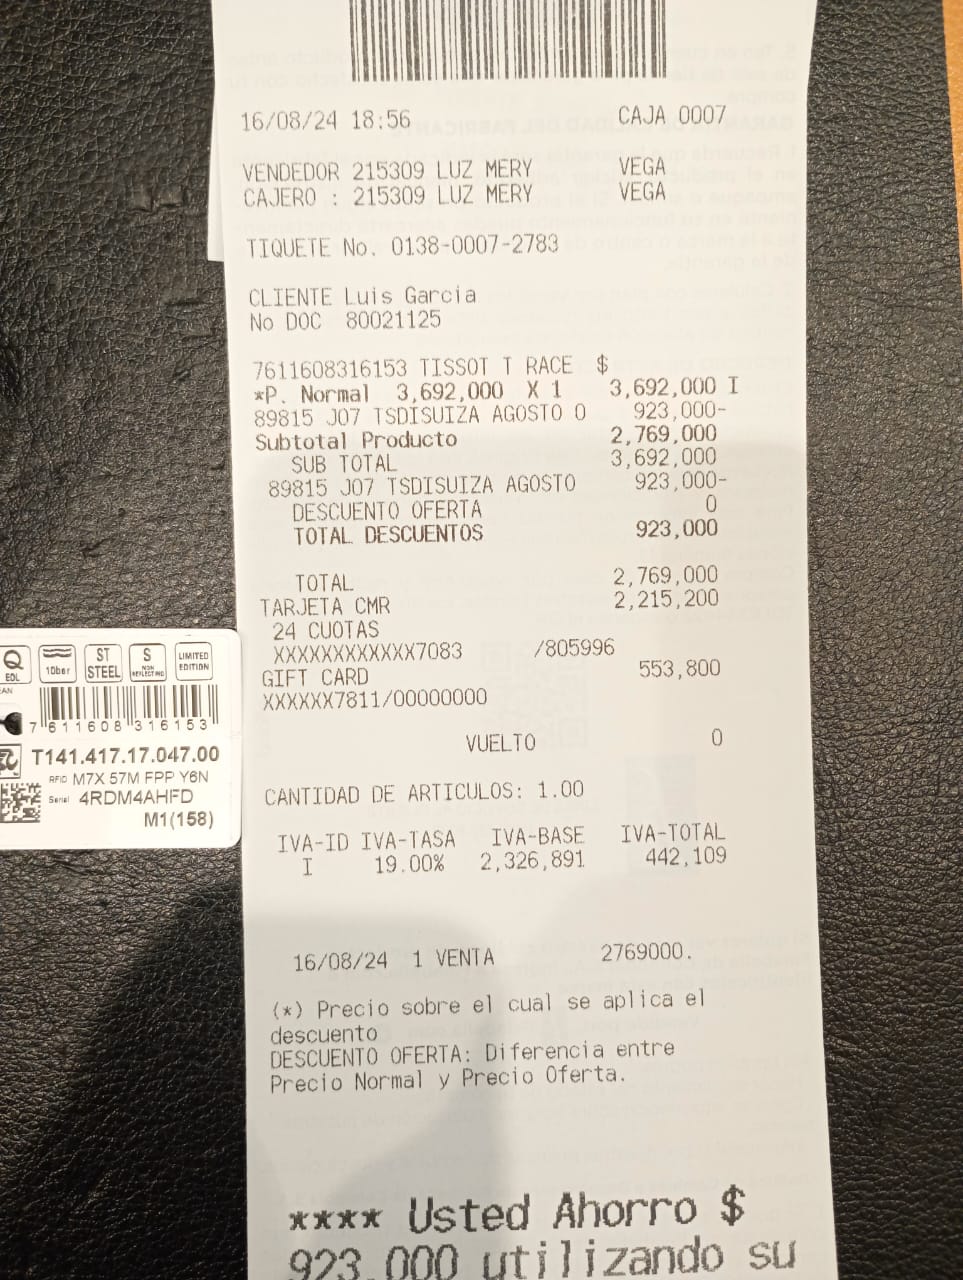 16/08/24 18:56 CAJA 0007
VENDEDOR 215309 LUZ MERY VEGA
CAJERO : 215309 LUZ MERY VEGA
TIQUETE No. 0138-0007-2783
CLIENTE Luis Garcia
No DOC 80021125
7611608316153 TISSOT T RACE $
*P. Normal 3,692,000 X 1 3,692,000 I
89815 J07 TSDISUIZA AGOSTO O 923,000-
Subtotal Producto 2,769,000
SUB TOTAL 3,692,000
89815 J07 TSDISUIZA AGOSTO 923,000-
DESCUENTO OFERTA 0
TOTAL DESCUENTOS 923,000
TOTAL 2,769,000
TARJETA CMR 2,215,200
24 CUOTAS
XXXXXXXXXXXX7083 /805996
GIFT CARD 553,800
XXXXXX7811/00000000
VUELTO 0
CANTIDAD DE ARTICULOS: 1.00
IVA-ID IVA-TASA IVA-BASE IVA-TOTAL
I 19.00% 2,326,891 442,109
16/08/24 1 VENTA 2769000.
(*) Precio sobre el cual se aplica el
descuento
DESCUENTO OFERTA: Diferencia entre
Precio Normal y Precio Oferta.
**** Usted Ahorro $
923,000 utilizando su
Q EOL
10bar
ST STEEL
S NON REFLECTING
LIMITED EDITION
7 611608 316153
T141.417.17.047.00
RFID M7X 57M FPP Y6N
Serial 4RDM4AHFD
M1(158)